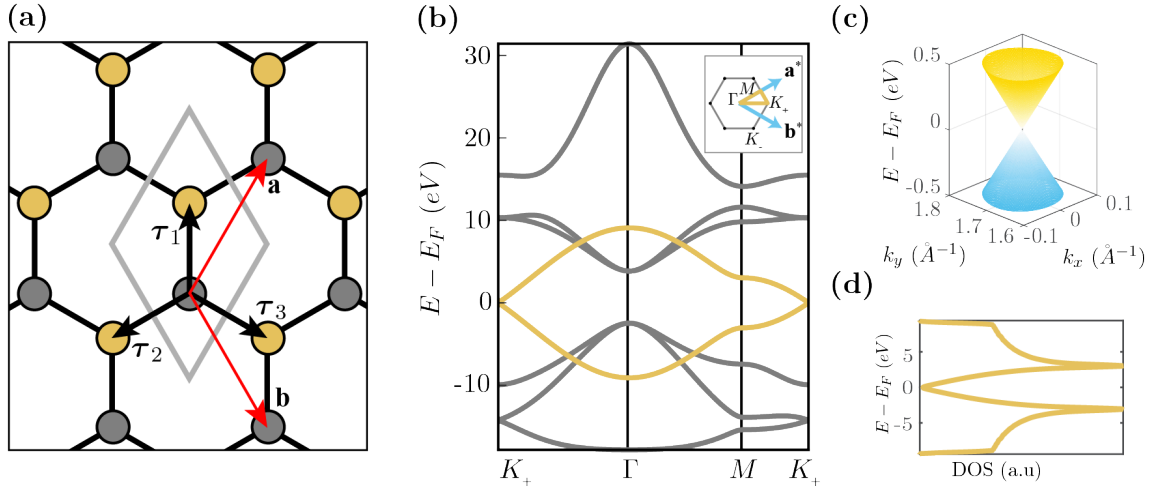 (a)
a
τ₁
τ₂
τ₃
b
(b)
E − E_F (eV)
30
20
10
0
-10
K₊
Γ
M
K₊
a*
M
Γ
K₊
b*
K₋
(c)
E − E_F (eV)
0.5
0
-0.5
1.8
1.7
1.6
-0.1
0
0.1
k_y (Å⁻¹)
k_x (Å⁻¹)
(d)
E − E_F (eV)
5
0
-5
DOS (a.u)